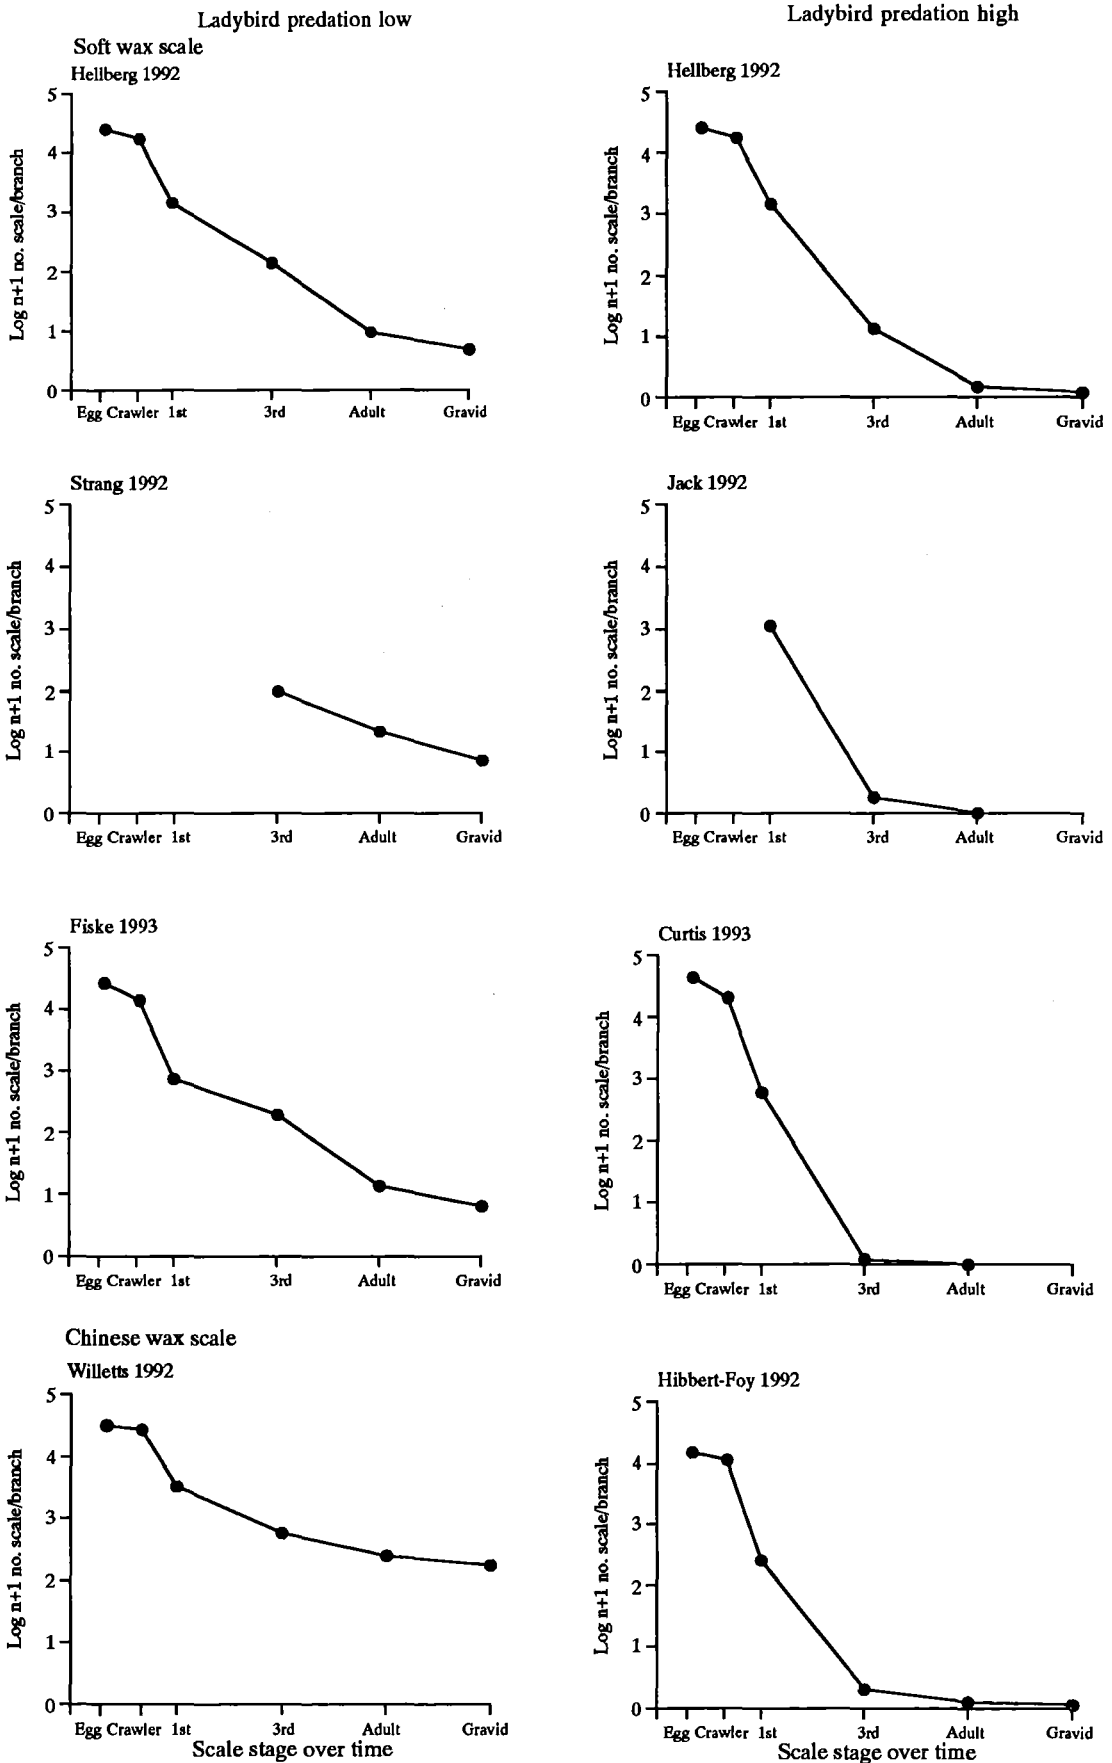 Ladybird predation low
Ladybird predation high
Soft wax scale
Hellberg 1992
Log n+1 no. scale/branch
5
4
3
2
1
0
Egg Crawler 1st 3rd Adult Gravid
Hellberg 1992
Log n+1 no. scale/branch
5
4
3
2
1
0
Egg Crawler 1st 3rd Adult Gravid
Strang 1992
Log n+1 no. scale/branch
5
4
3
2
1
0
Egg Crawler 1st 3rd Adult Gravid
Jack 1992
Log n+1 no. scale/branch
5
4
3
2
1
0
Egg Crawler 1st 3rd Adult Gravid
Fiske 1993
Log n+1 no. scale/branch
5
4
3
2
1
0
Egg Crawler 1st 3rd Adult Gravid
Curtis 1993
Log n+1 no. scale/branch
5
4
3
2
1
0
Egg Crawler 1st 3rd Adult Gravid
Chinese wax scale
Willetts 1992
Log n+1 no. scale/branch
5
4
3
2
1
0
Egg Crawler 1st 3rd Adult Gravid
Scale stage over time
Hibbert-Foy 1992
Log n+1 no. scale/branch
5
4
3
2
1
0
Egg Crawler 1st 3rd Adult Gravid
Scale stage over time